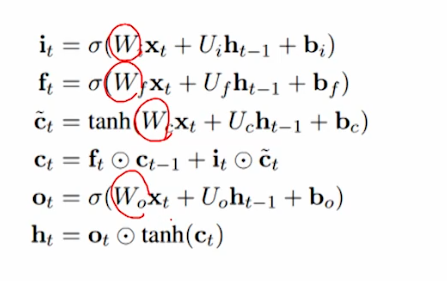 i_t = σ(W_i x_t + U_i h_{t−1} + b_i)
f_t = σ(W_f x_t + U_f h_{t−1} + b_f)
c̃_t = tanh(W_c x_t + U_c h_{t−1} + b_c)
c_t = f_t ⊙ c_{t−1} + i_t ⊙ c̃_t
o_t = σ(W_o x_t + U_o h_{t−1} + b_o)
h_t = o_t ⊙ tanh(c_t)